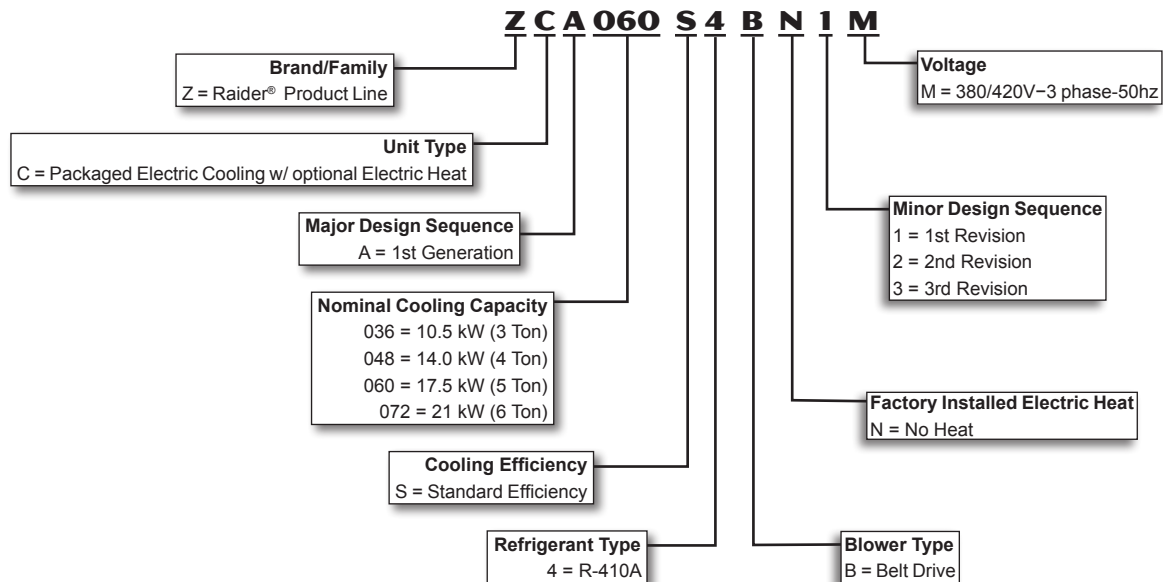 Z C A 060 S 4 B N 1 M
Brand/Family
Z = Raider® Product Line
Voltage
M = 380/420V−3 phase-50hz
Unit Type
C = Packaged Electric Cooling w/ optional Electric Heat
Major Design Sequence
A = 1st Generation
Minor Design Sequence
1 = 1st Revision
2 = 2nd Revision
3 = 3rd Revision
Nominal Cooling Capacity
036 = 10.5 kW (3 Ton)
048 = 14.0 kW (4 Ton)
060 = 17.5 kW (5 Ton)
072 = 21 kW (6 Ton)
Factory Installed Electric Heat
N = No Heat
Cooling Efficiency
S = Standard Efficiency
Refrigerant Type
4 = R-410A
Blower Type
B = Belt Drive